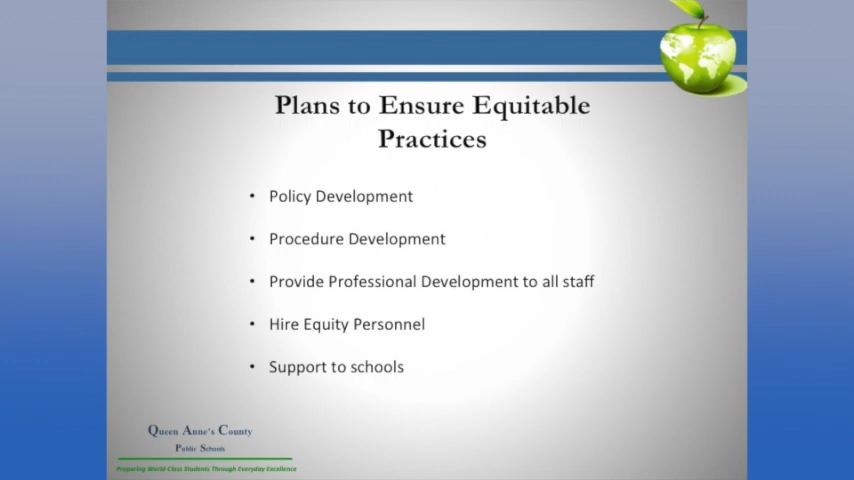 Plans to Ensure Equitable
Practices
• Policy Development
• Procedure Development
• Provide Professional Development to all staff
• Hire Equity Personnel
• Support to schools
Queen Anne's County
Public Schools
Preparing World-Class Students Through Everyday Excellence